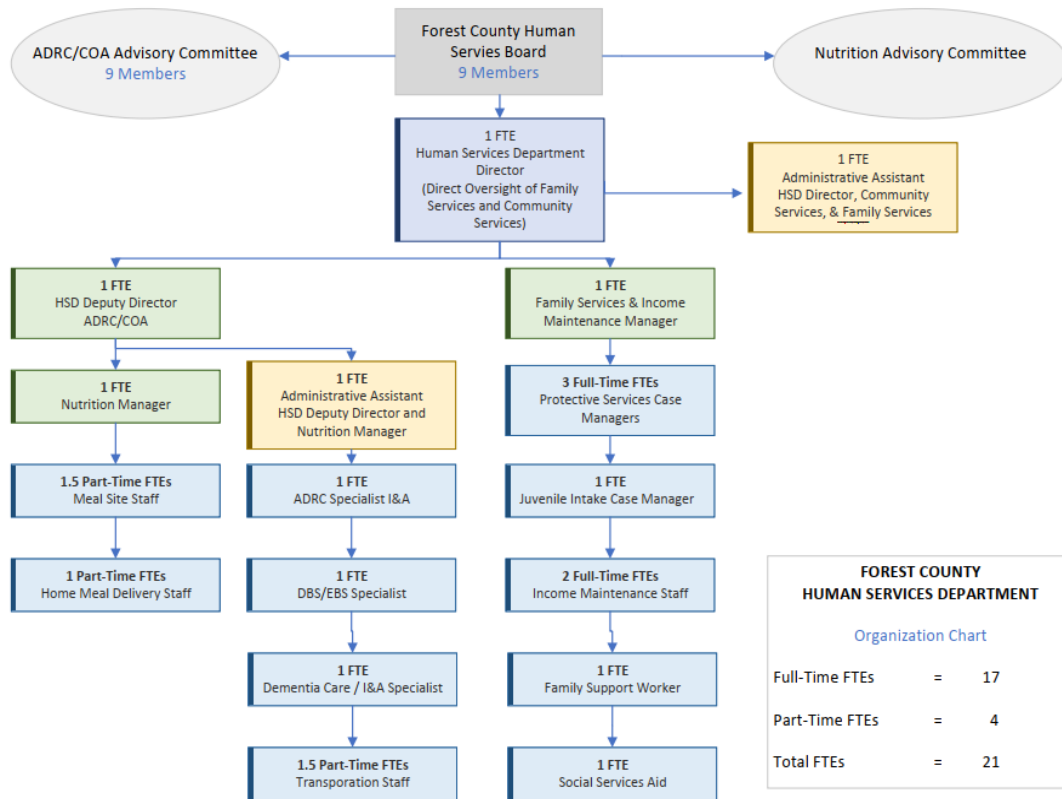 ADRC/COA Advisory Committee
9 Members
Forest County Human
Servies Board
9 Members
Nutrition Advisory Committee
1 FTE
Human Services Department
Director
(Direct Oversight of Family
Services and Community
Services)
1 FTE
Administrative Assistant
HSD Director, Community
Services, & Family Services
1 FTE
HSD Deputy Director
ADRC/COA
1 FTE
Family Services & Income
Maintenance Manager
1 FTE
Nutrition Manager
1 FTE
Administrative Assistant
HSD Deputy Director and
Nutrition Manager
3 Full-Time FTEs
Protective Services Case
Managers
1.5 Part-Time FTEs
Meal Site Staff
1 FTE
ADRC Specialist I&A
1 FTE
Juvenile Intake Case Manager
1 Part-Time FTEs
Home Meal Delivery Staff
1 FTE
DBS/EBS Specialist
2 Full-Time FTEs
Income Maintenance Staff
1 FTE
Dementia Care / I&A Specialist
1 FTE
Family Support Worker
1.5 Part-Time FTEs
Transporation Staff
1 FTE
Social Services Aid
FOREST COUNTY
HUMAN SERVICES DEPARTMENT
Organization Chart
Full-Time FTEs = 17
Part-Time FTEs = 4
Total FTEs = 21